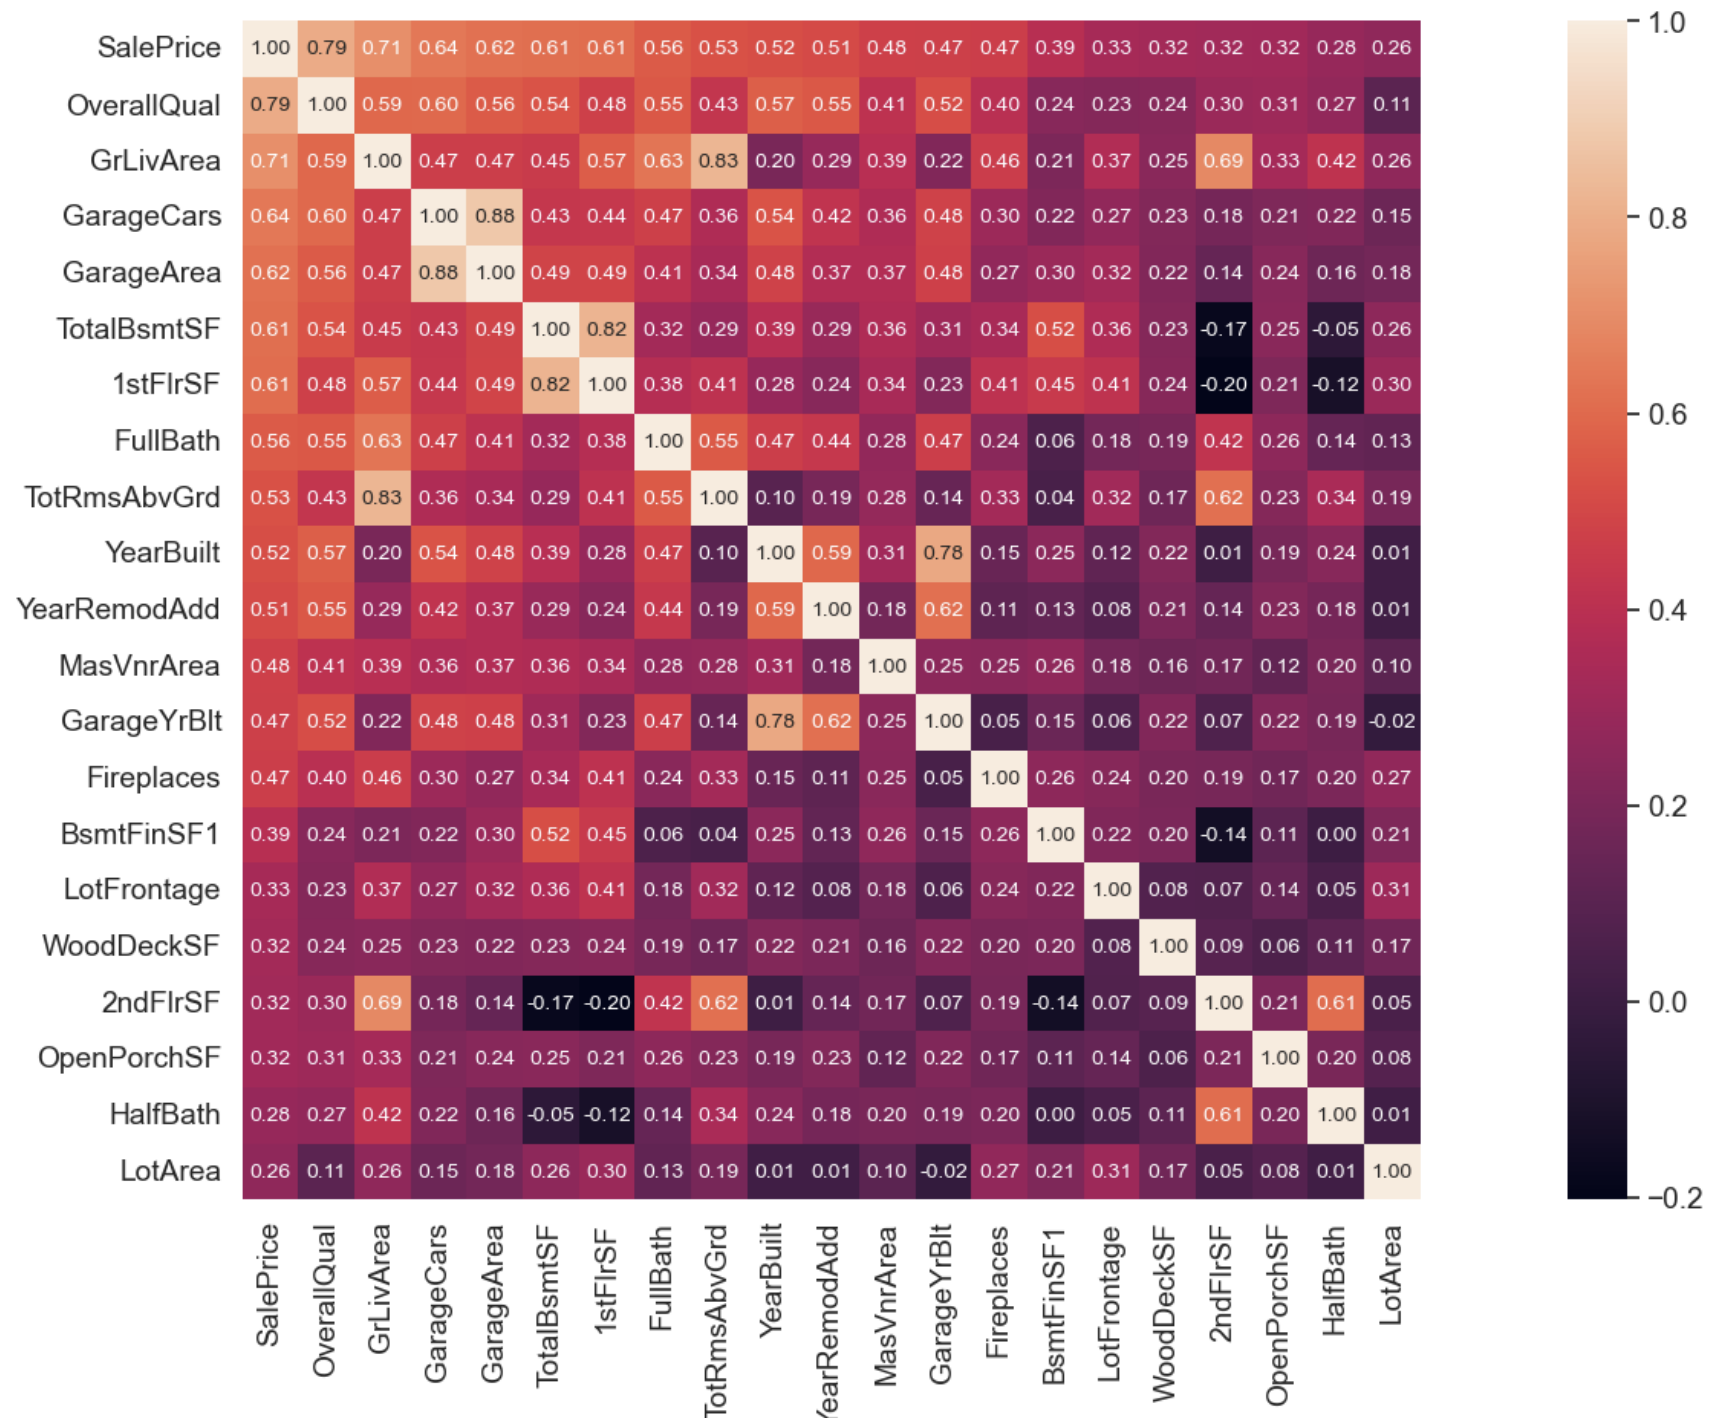 SalePrice 1.00 0.79 0.71 0.64 0.62 0.61 0.61 0.56 0.53 0.52 0.51 0.48 0.47 0.47 0.39 0.33 0.32 0.32 0.32 0.28 0.26
OverallQual 0.79 1.00 0.59 0.60 0.56 0.54 0.48 0.55 0.43 0.57 0.55 0.41 0.52 0.40 0.24 0.23 0.24 0.30 0.31 0.27 0.11
GrLivArea 0.71 0.59 1.00 0.47 0.47 0.45 0.57 0.63 0.83 0.20 0.29 0.39 0.22 0.46 0.21 0.37 0.25 0.69 0.33 0.42 0.26
GarageCars 0.64 0.60 0.47 1.00 0.88 0.43 0.44 0.47 0.36 0.54 0.42 0.36 0.48 0.30 0.22 0.27 0.23 0.18 0.21 0.22 0.15
GarageArea 0.62 0.56 0.47 0.88 1.00 0.49 0.49 0.41 0.34 0.48 0.37 0.37 0.48 0.27 0.30 0.32 0.22 0.14 0.24 0.16 0.18
TotalBsmtSF 0.61 0.54 0.45 0.43 0.49 1.00 0.82 0.32 0.29 0.39 0.29 0.36 0.31 0.34 0.52 0.36 0.23 -0.17 0.25 -0.05 0.26
1stFlrSF 0.61 0.48 0.57 0.44 0.49 0.82 1.00 0.38 0.41 0.28 0.24 0.34 0.23 0.41 0.45 0.41 0.24 -0.20 0.21 -0.12 0.30
FullBath 0.56 0.55 0.63 0.47 0.41 0.32 0.38 1.00 0.55 0.47 0.44 0.28 0.47 0.24 0.06 0.18 0.19 0.42 0.26 0.14 0.13
TotRmsAbvGrd 0.53 0.43 0.83 0.36 0.34 0.29 0.41 0.55 1.00 0.10 0.19 0.28 0.14 0.33 0.04 0.32 0.17 0.62 0.23 0.34 0.19
YearBuilt 0.52 0.57 0.20 0.54 0.48 0.39 0.28 0.47 0.10 1.00 0.59 0.31 0.78 0.15 0.25 0.12 0.22 0.01 0.19 0.24 0.01
YearRemodAdd 0.51 0.55 0.29 0.42 0.37 0.29 0.24 0.44 0.19 0.59 1.00 0.18 0.62 0.11 0.13 0.08 0.21 0.14 0.23 0.18 0.01
MasVnrArea 0.48 0.41 0.39 0.36 0.37 0.36 0.34 0.28 0.28 0.31 0.18 1.00 0.25 0.25 0.26 0.18 0.16 0.17 0.12 0.20 0.10
GarageYrBlt 0.47 0.52 0.22 0.48 0.48 0.31 0.23 0.47 0.14 0.78 0.62 0.25 1.00 0.05 0.15 0.06 0.22 0.07 0.22 0.19 -0.02
Fireplaces 0.47 0.40 0.46 0.30 0.27 0.34 0.41 0.24 0.33 0.15 0.11 0.25 0.05 1.00 0.26 0.24 0.20 0.19 0.17 0.20 0.27
BsmtFinSF1 0.39 0.24 0.21 0.22 0.30 0.52 0.45 0.06 0.04 0.25 0.13 0.26 0.15 0.26 1.00 0.22 0.20 -0.14 0.11 0.00 0.21
LotFrontage 0.33 0.23 0.37 0.27 0.32 0.36 0.41 0.18 0.32 0.12 0.08 0.18 0.06 0.24 0.22 1.00 0.08 0.07 0.14 0.05 0.31
WoodDeckSF 0.32 0.24 0.25 0.23 0.22 0.23 0.24 0.19 0.17 0.22 0.21 0.16 0.22 0.20 0.20 0.08 1.00 0.09 0.06 0.11 0.17
2ndFlrSF 0.32 0.30 0.69 0.18 0.14 -0.17 -0.20 0.42 0.62 0.01 0.14 0.17 0.07 0.19 -0.14 0.07 0.09 1.00 0.21 0.61 0.05
OpenPorchSF 0.32 0.31 0.33 0.21 0.24 0.25 0.21 0.26 0.23 0.19 0.23 0.12 0.22 0.17 0.11 0.14 0.06 0.21 1.00 0.20 0.08
HalfBath 0.28 0.27 0.42 0.22 0.16 -0.05 -0.12 0.14 0.34 0.24 0.18 0.20 0.19 0.20 0.00 0.05 0.11 0.61 0.20 1.00 0.01
LotArea 0.26 0.11 0.26 0.15 0.18 0.26 0.30 0.13 0.19 0.01 0.01 0.10 -0.02 0.27 0.21 0.31 0.17 0.05 0.08 0.01 1.00
SalePrice
OverallQual
GrLivArea
GarageCars
GarageArea
TotalBsmtSF
1stFlrSF
FullBath
TotRmsAbvGrd
YearBuilt
YearRemodAdd
MasVnrArea
GarageYrBlt
Fireplaces
BsmtFinSF1
LotFrontage
WoodDeckSF
2ndFlrSF
OpenPorchSF
HalfBath
LotArea
1.0
0.8
0.6
0.4
0.2
0.0
−0.2